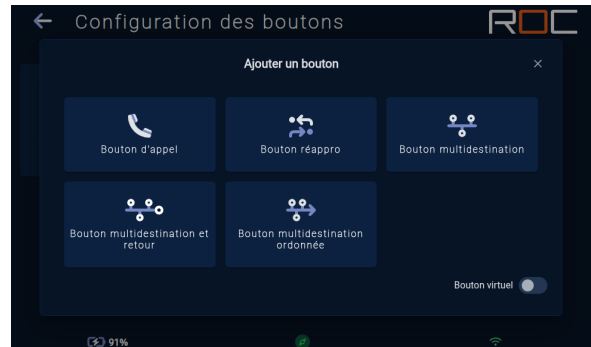 Configuration des boutons
ROC
Ajouter un bouton
Bouton d'appel
Bouton réappro
Bouton multidestination
Bouton multidestination et
retour
Bouton multidestination
ordonnée
Bouton virtuel
91%